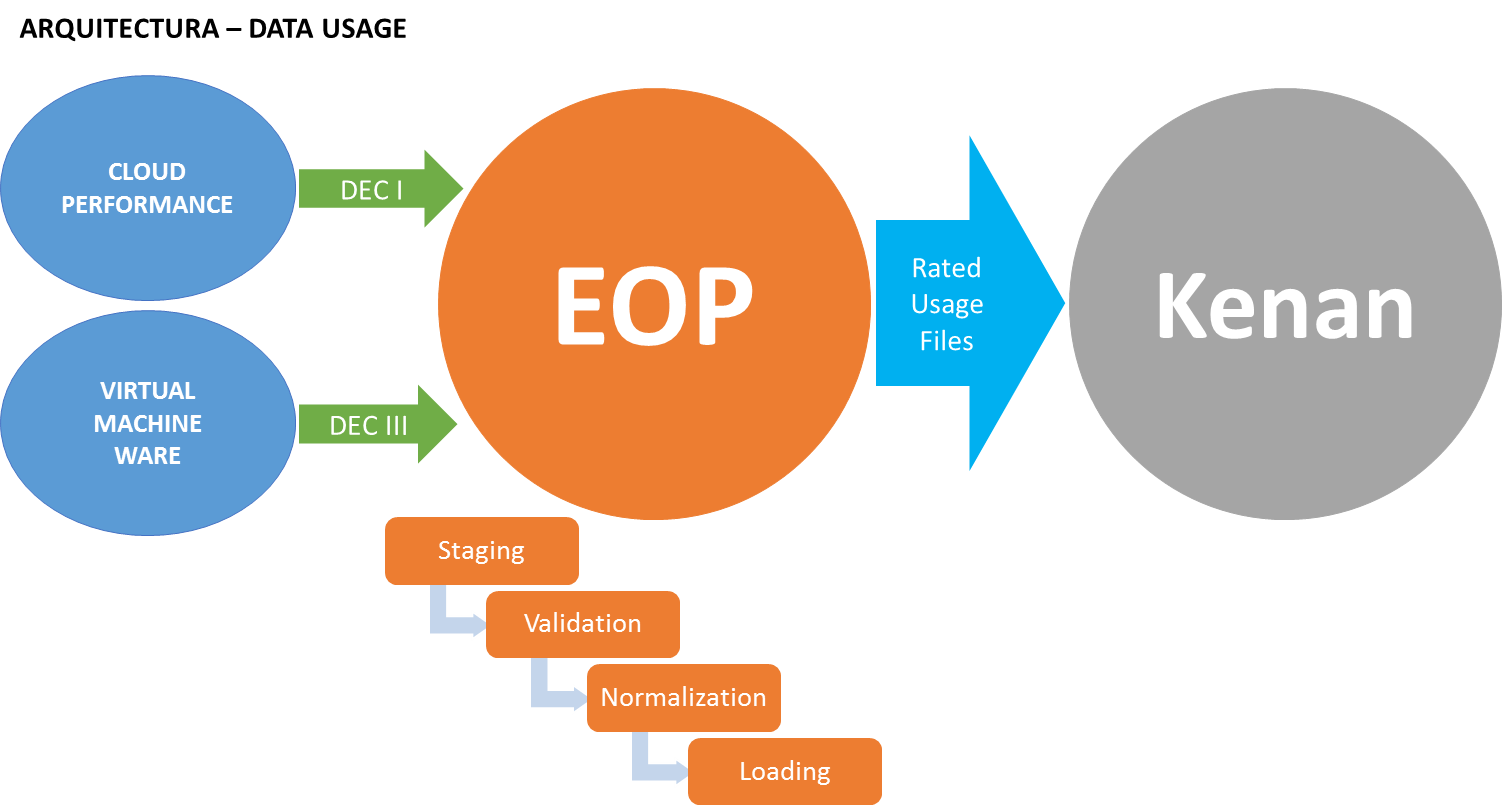 ARQUITECTURA – DATA USAGE
CLOUD
PERFORMANCE
DEC I
EOP
Rated
Usage
Files
Kenan
VIRTUAL
MACHINE
WARE
DEC III
Staging
Validation
Normalization
Loading